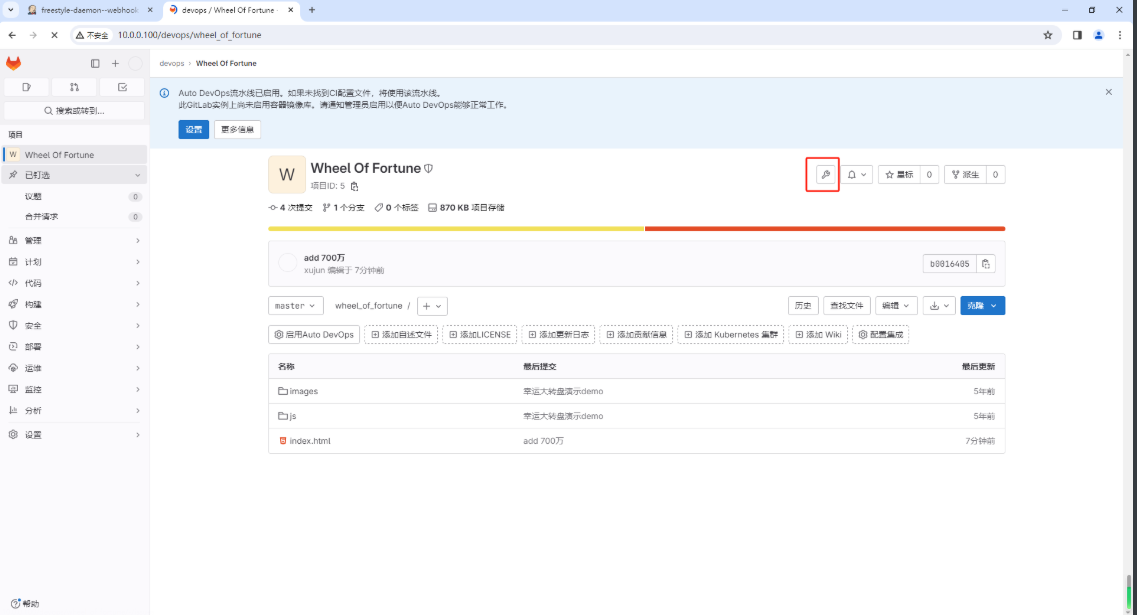 freestyle-daemon--webhook
devops / Wheel Of Fortune ·
不安全 10.0.0.100/devops/wheel_of_fortune
devops › Wheel Of Fortune
搜索或转到...
项目
W Wheel Of Fortune
已钉选
议题 0
合并请求 0
管理
计划
代码
构建
安全
部署
运维
监控
分析
设置
帮助
Auto DevOps流水线已启用。如果未找到CI配置文件，将使用该流水线。
此GitLab实例上尚未启用容器镜像库。请通知管理员启用以便Auto DevOps能够正常工作。
设置 更多信息
W
Wheel Of Fortune
项目ID: 5
星标 0 派生 0
4 次提交 1 个分支 0 个标签 870 KB 项目存储
add 700万
xujun 编辑于 7分钟前
b0016405
master wheel_of_fortune / +
历史 查找文件 编辑 克隆
启用Auto DevOps 添加自述文件 添加LICENSE 添加更新日志 添加贡献信息 添加 Kubernetes 集群 添加 Wiki 配置集成
名称 最后提交 最后更新
images 幸运大转盘演示demo 5年前
js 幸运大转盘演示demo 5年前
index.html add 700万 7分钟前